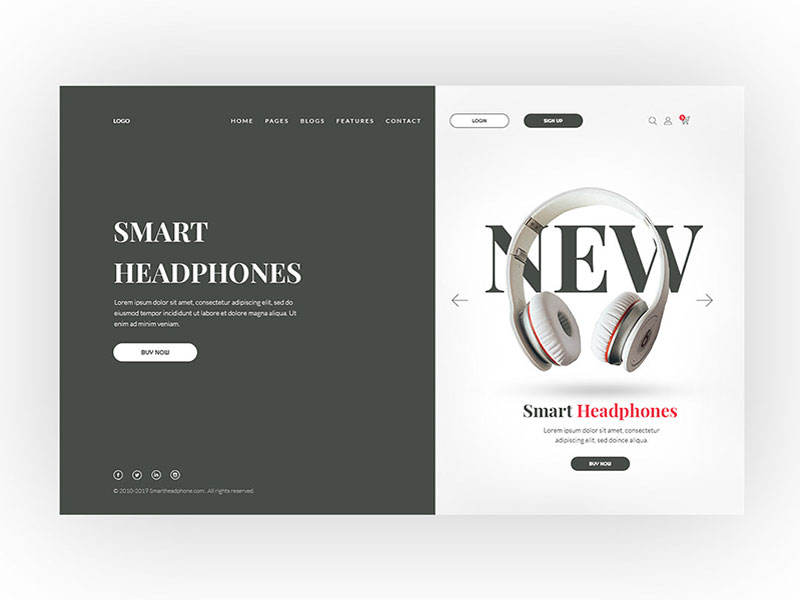 LOGO
HOME PAGES BLOGS FEATURES CONTACT
LOGIN
SIGN UP
SMART
HEADPHONES
Lorem ipsum dolor sit amet, consectetur adipiscing elit, sed do
eiusmod tempor incididunt ut labore et dolore magna aliqua. Ut
enim ad minim veniam.
BUY NOW
© 2010-2019 Smartheadphone.com. All rights reserved.
NEW
Smart Headphones
Lorem ipsum dolor sit amet, consectetur
adipiscing elit, sed do eiusmod
BUY NOW